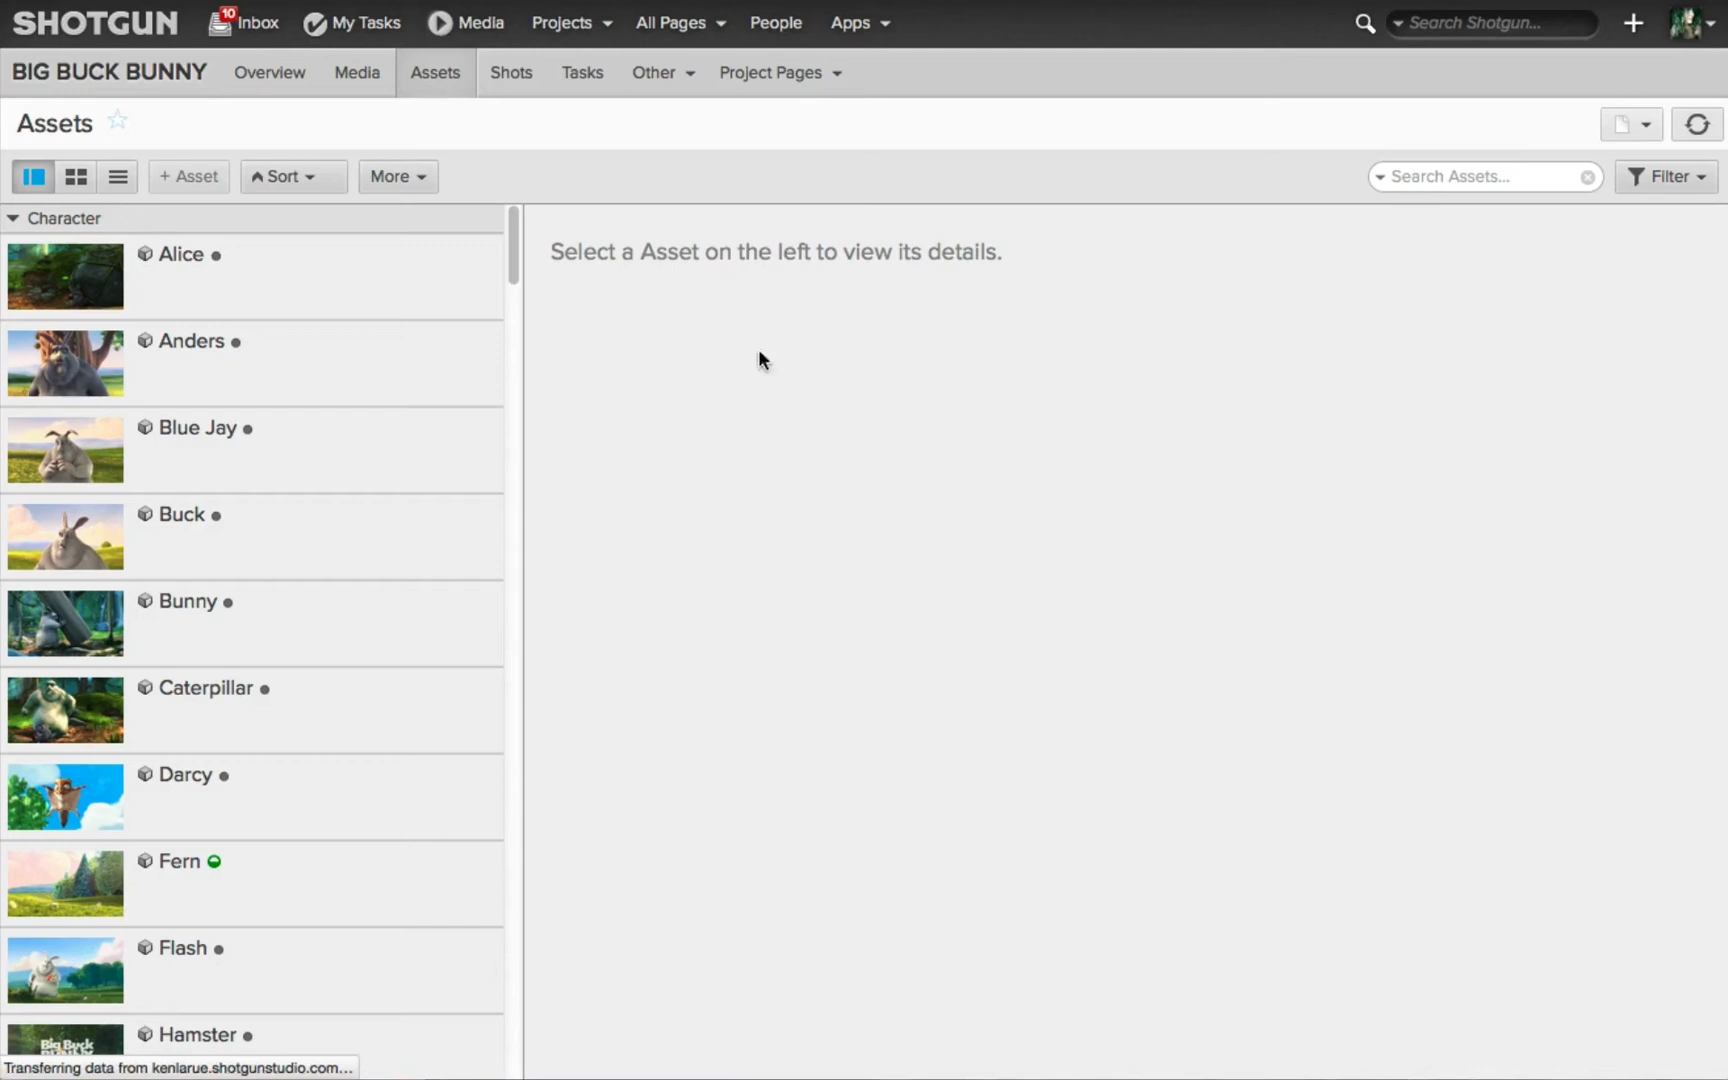 SHOTGUN 10 Inbox My Tasks Media Projects All Pages People Apps Search Shotgun...
BIG BUCK BUNNY Overview Media Assets Shots Tasks Other Project Pages
Assets
+ Asset Sort More Search Assets... Filter
Character
Select a Asset on the left to view its details.
Alice
Anders
Blue Jay
Buck
Bunny
Caterpillar
Darcy
Fern
Flash
Hamster
Big Buck
Transferring data from kenlarue.shotgunstudio.com...